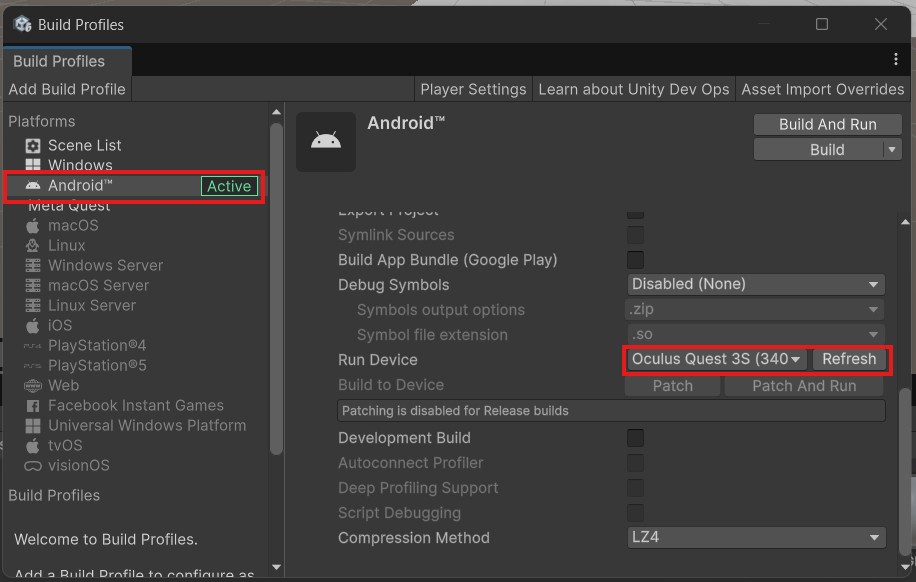 Build Profiles
Build Profiles
Add Build Profile
Player Settings
Learn about Unity Dev Ops
Asset Import Overrides
Platforms
Scene List
Windows
Android™ Active
Meta Quest
macOS
Linux
Windows Server
macOS Server
Linux Server
iOS
PlayStation®4
PlayStation®5
Web
Facebook Instant Games
Universal Windows Platform
tvOS
visionOS
Build Profiles
Welcome to Build Profiles.
Add a Build Profile to configure as
Android™
Build And Run
Build
Export Project
Symlink Sources
Build App Bundle (Google Play)
Debug Symbols Disabled (None)
Symbols output options .zip
Symbol file extension .so
Run Device Oculus Quest 3S (340 Refresh
Build to Device Patch Patch And Run
Patching is disabled for Release builds
Development Build
Autoconnect Profiler
Deep Profiling Support
Script Debugging
Compression Method LZ4